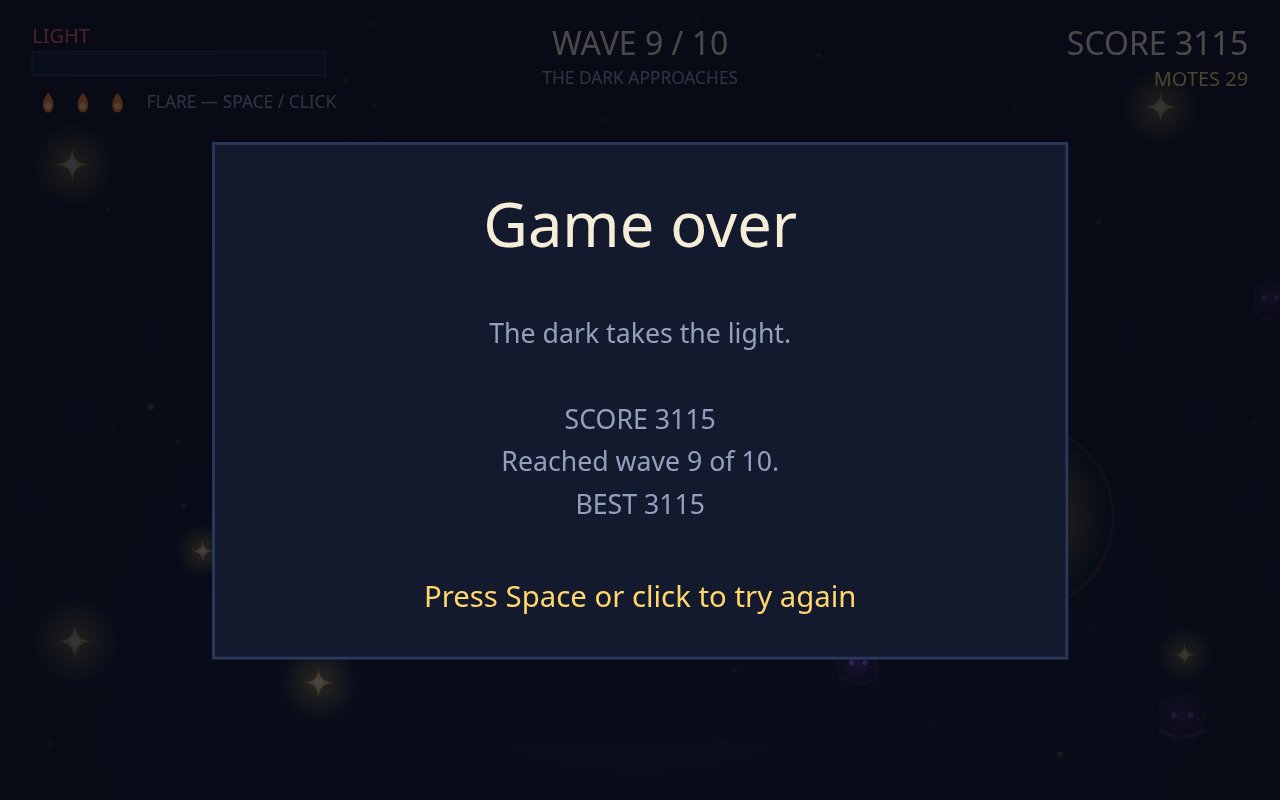 LIGHT
WAVE 9 / 10
SCORE 3115
THE DARK APPROACHES
MOTES 29
FLARE — SPACE / CLICK
Game over
The dark takes the light.
SCORE 3115
Reached wave 9 of 10.
BEST 3115
Press Space or click to try again